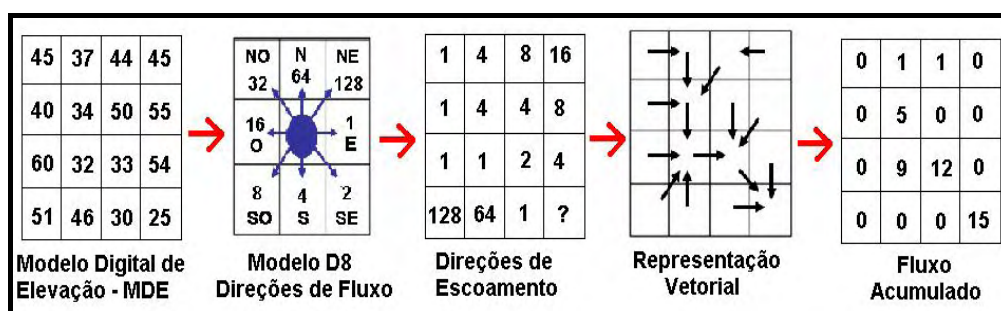 45 37 44 45
40 34 50 55
60 32 33 54
51 46 30 25
Modelo Digital de
Elevação - MDE
NO N NE
32 64 128
16 1
O E
8 4 2
SO S SE
Modelo D8
Direções de Fluxo
1 4 8 16
1 4 4 8
1 1 2 4
128 64 1 ?
Direções de
Escoamento
Representação
Vetorial
0 1 1 0
0 5 0 0
0 9 12 0
0 0 0 15
Fluxo
Acumulado